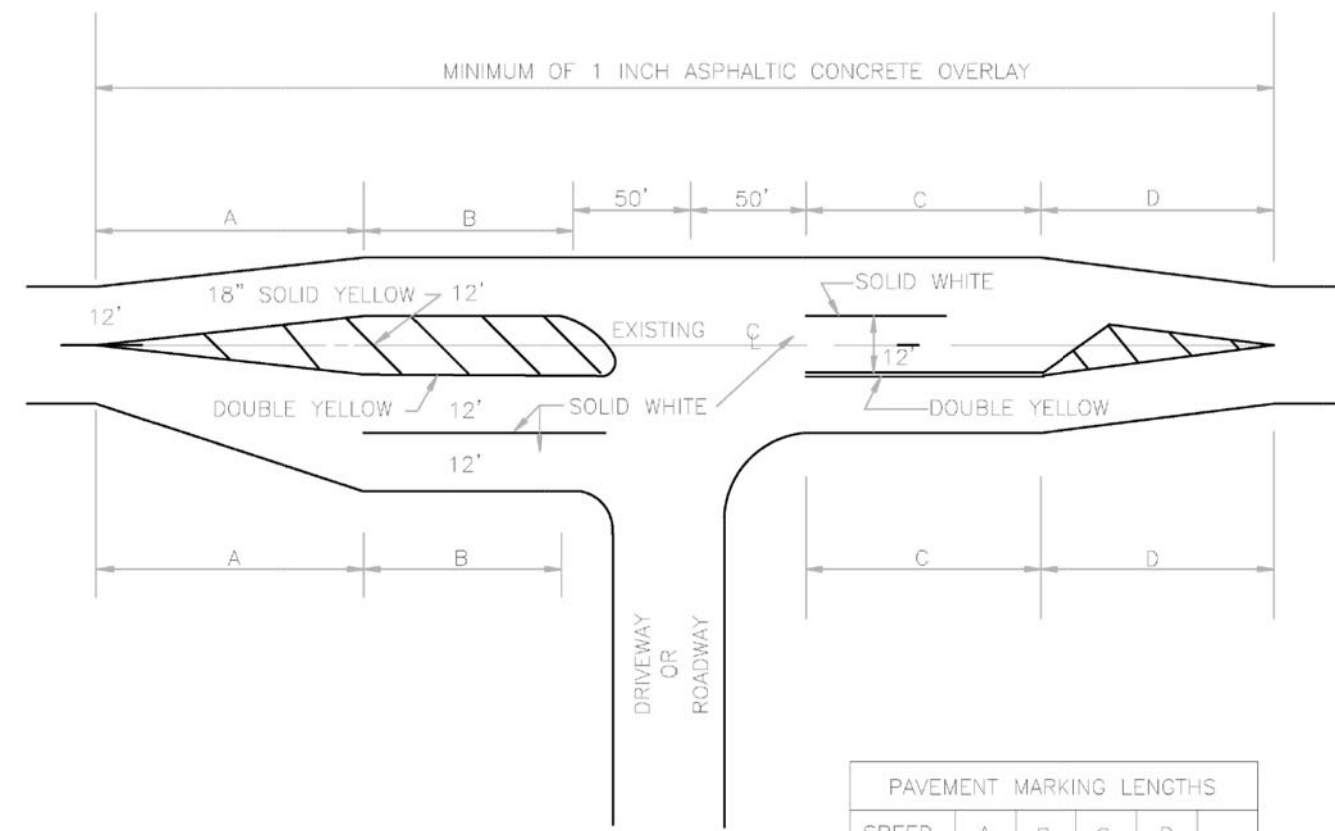 MINIMUM OF 1 INCH ASPHALTIC CONCRETE OVERLAY
A
B
50'
50'
C
D
18" SOLID YELLOW
12'
SOLID WHITE
12'
EXISTING
℄
12'
DOUBLE YELLOW
12'
SOLID WHITE
DOUBLE YELLOW
12'
A
B
C
D
DRIVEWAY
OR
ROADWAY
PAVEMENT MARKING LENGTHS
SPEED A